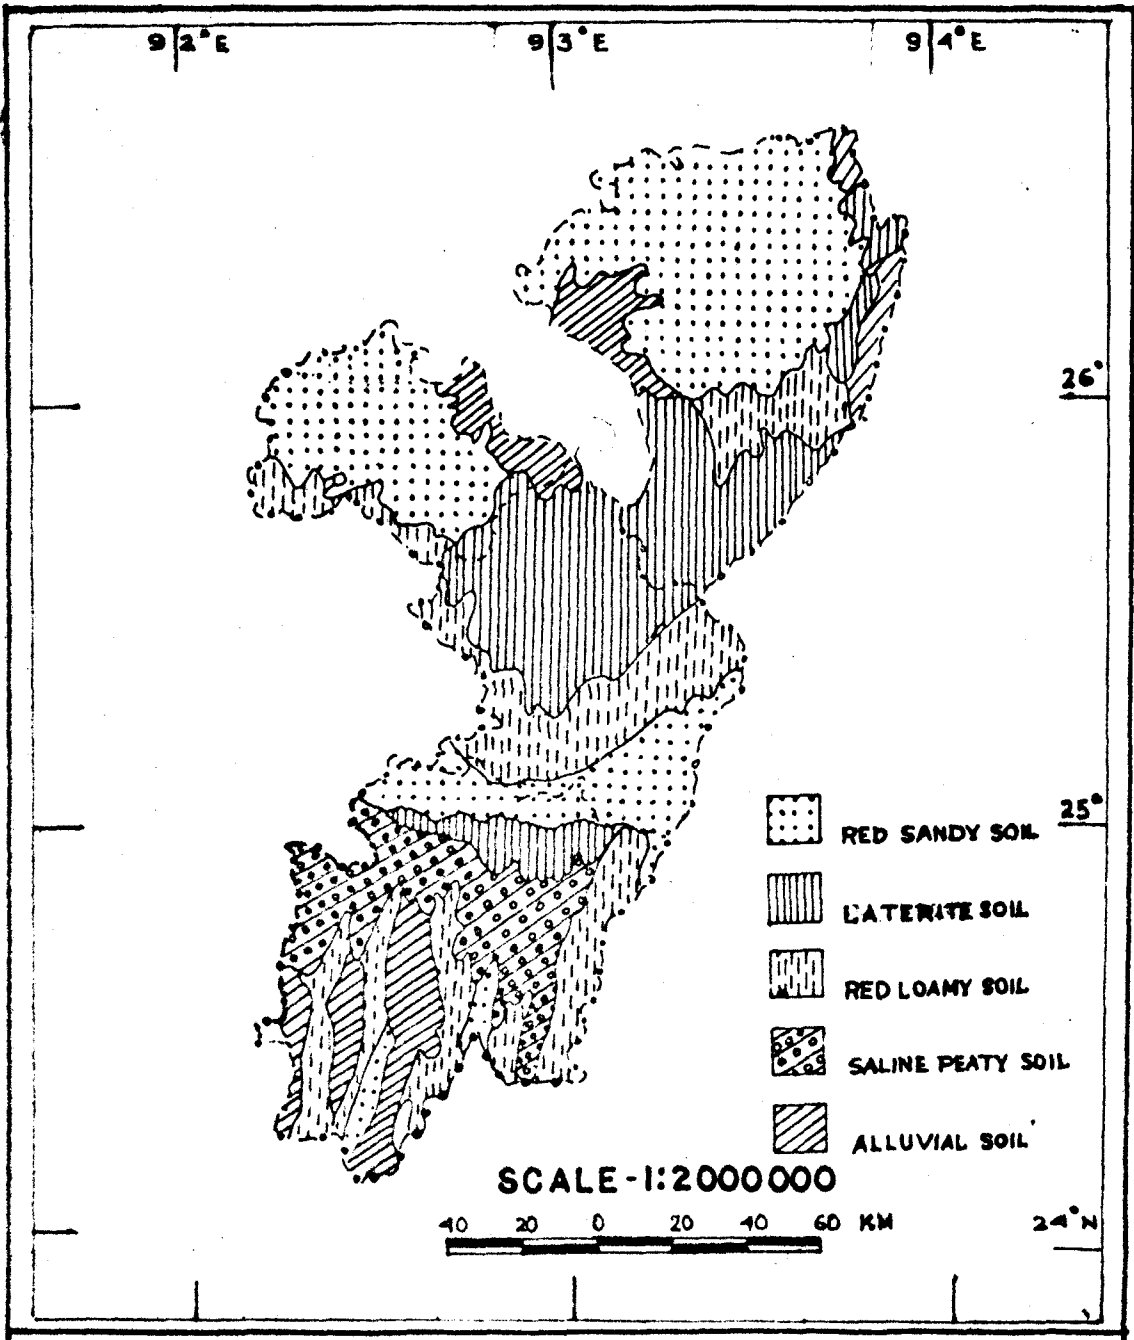 92°E 93°E 94°E
26°
25°
RED SANDY SOIL
LATERITE SOIL
RED LOAMY SOIL
SALINE PEATY SOIL
ALLUVIAL SOIL
SCALE-1:2000000
40 20 0 20 40 60 KM
24°N